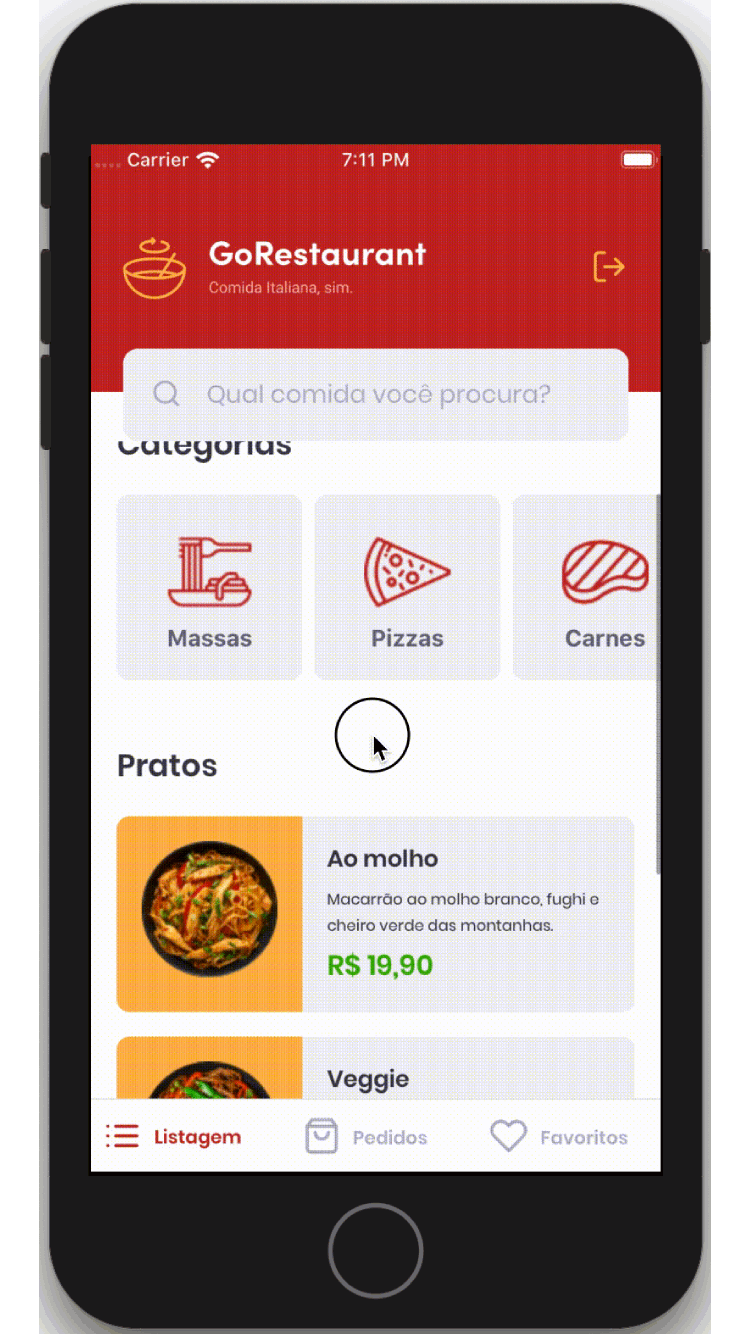 Carrier 7:11 PM
GoRestaurant
Comida Italiana, sim.
Qual comida você procura?
Categorias
Massas Pizzas Carnes
Pratos
Ao molho
Macarrão ao molho branco, fughi e
cheiro verde das montanhas.
R$ 19,90
Veggie
Listagem Pedidos Favoritos